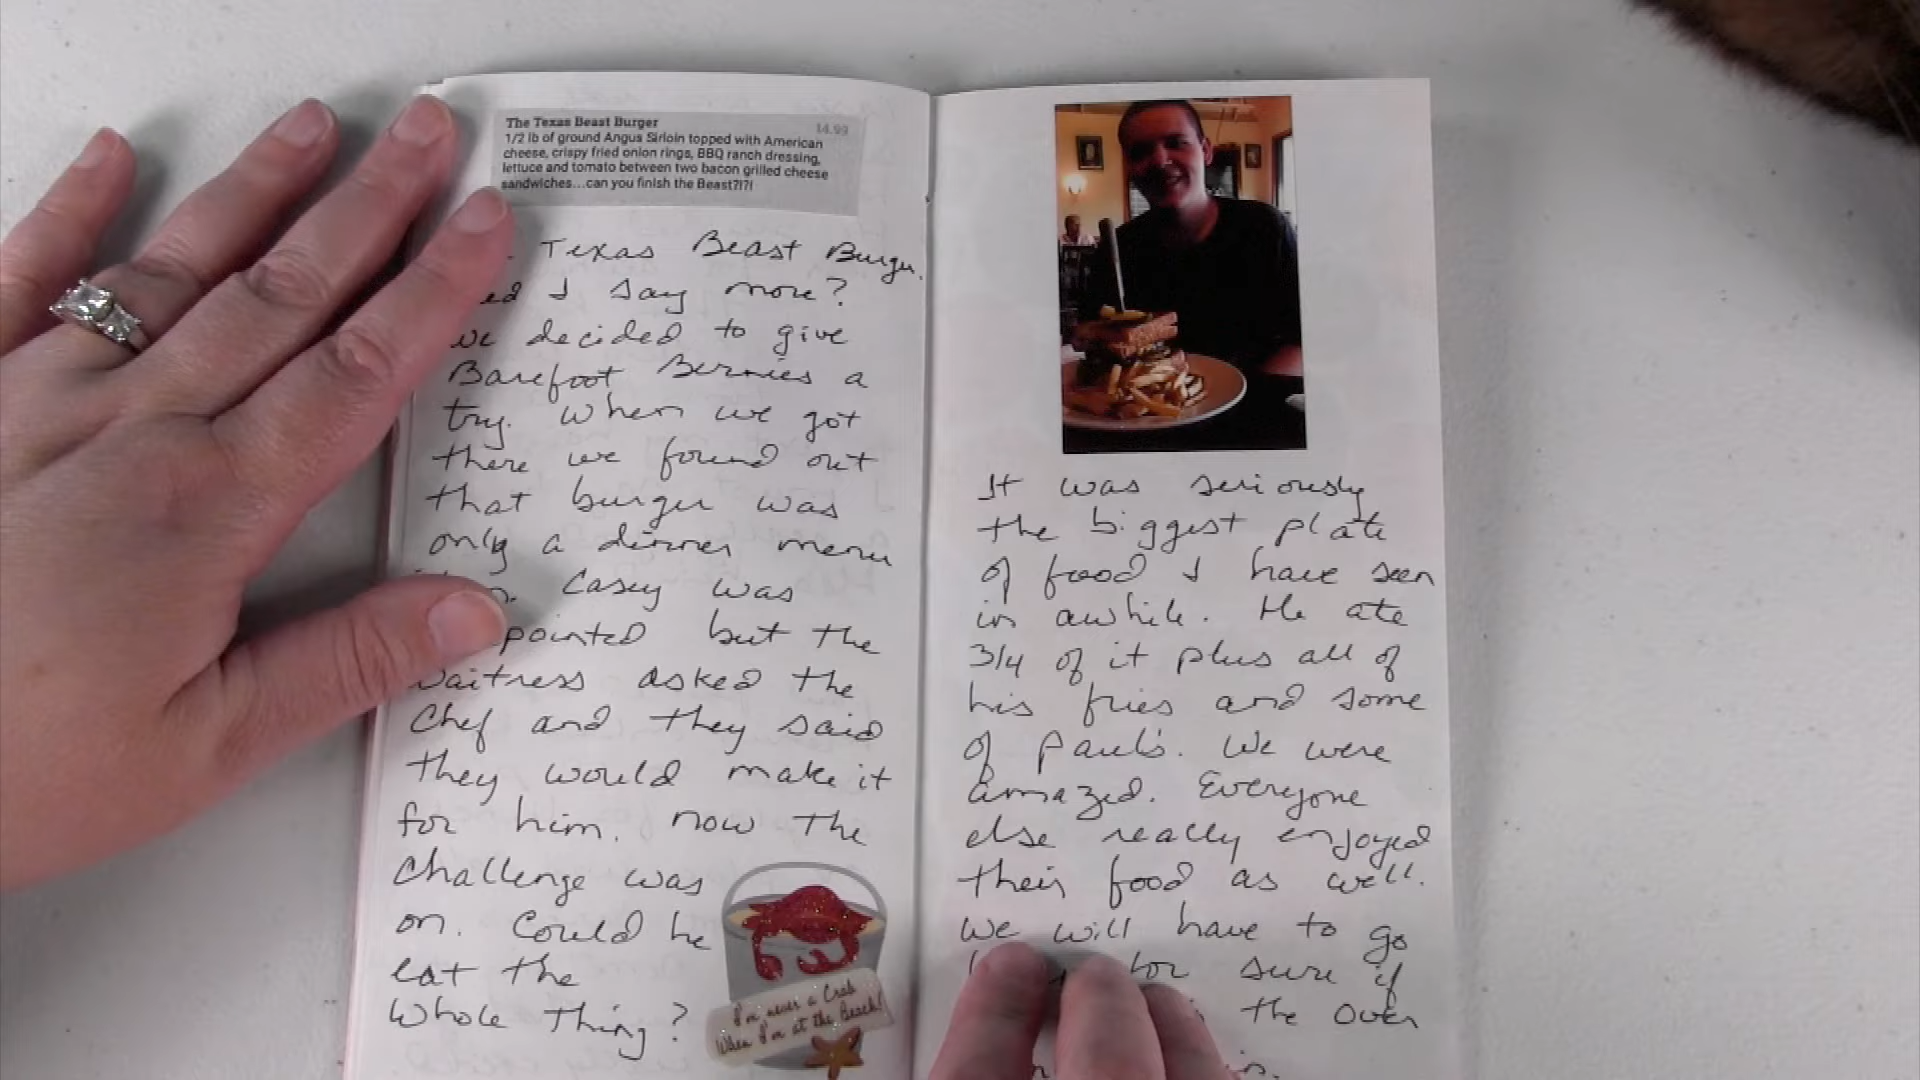 The Texas Beast Burger 14.99
1/2 lb of ground Angus Sirloin topped with American
cheese, crispy fried onion rings, BBQ ranch dressing,
lettuce and tomato between two bacon grilled cheese
sandwiches...can you finish the Beast?!?!
Texas Beast Burger.
I say more?
we decided to give
Barefoot Bernies a
try. When we got
there we found out
that burger was
only a dinner menu
Casey was
pointed but the
waitress asked the
chef and they said
they would make it
for him. now the
challenge was
on. Could he
eat the
whole thing?
I'm never a Crab
When I'm at the Beach!
It was seriously
the biggest plate
of food I have seen
in awhile. He ate
3/4 of it plus all of
his fries and some
of Paul's. We were
amazed. Everyone
else really enjoyed
their food as well.
We will have to go
for sure if
the over